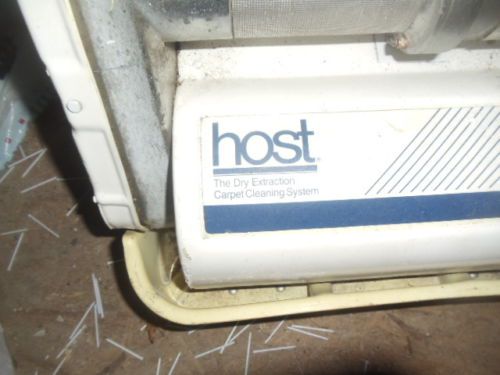 host
The Dry Extraction
Carpet Cleaning System